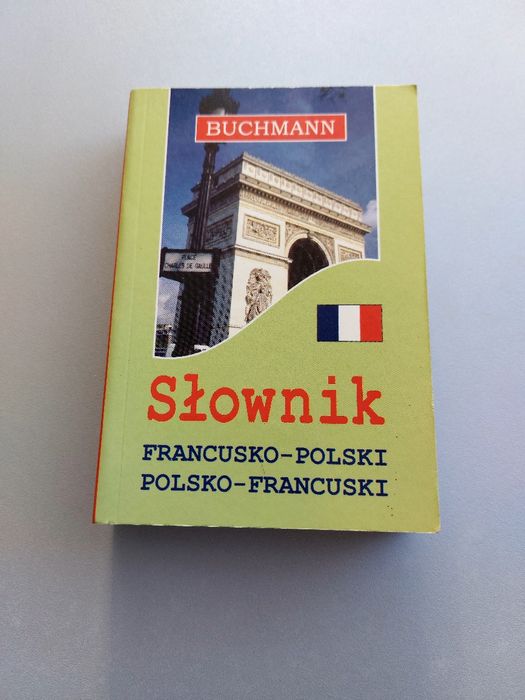 BUCHMANN
PLACE
CHARLES DE GAULLE
Słownik
FRANCUSKO-POLSKI
POLSKO-FRANCUSKI